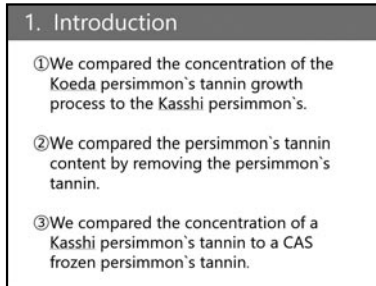 1. Introduction
①We compared the concentration of the
Koeda persimmon`s tannin growth
process to the Kasshi persimmon`s.
②We compared the persimmon`s tannin
content by removing the persimmon`s
tannin.
③We compared the concentration of a
Kasshi persimmon`s tannin to a CAS
frozen persimmon`s tannin.